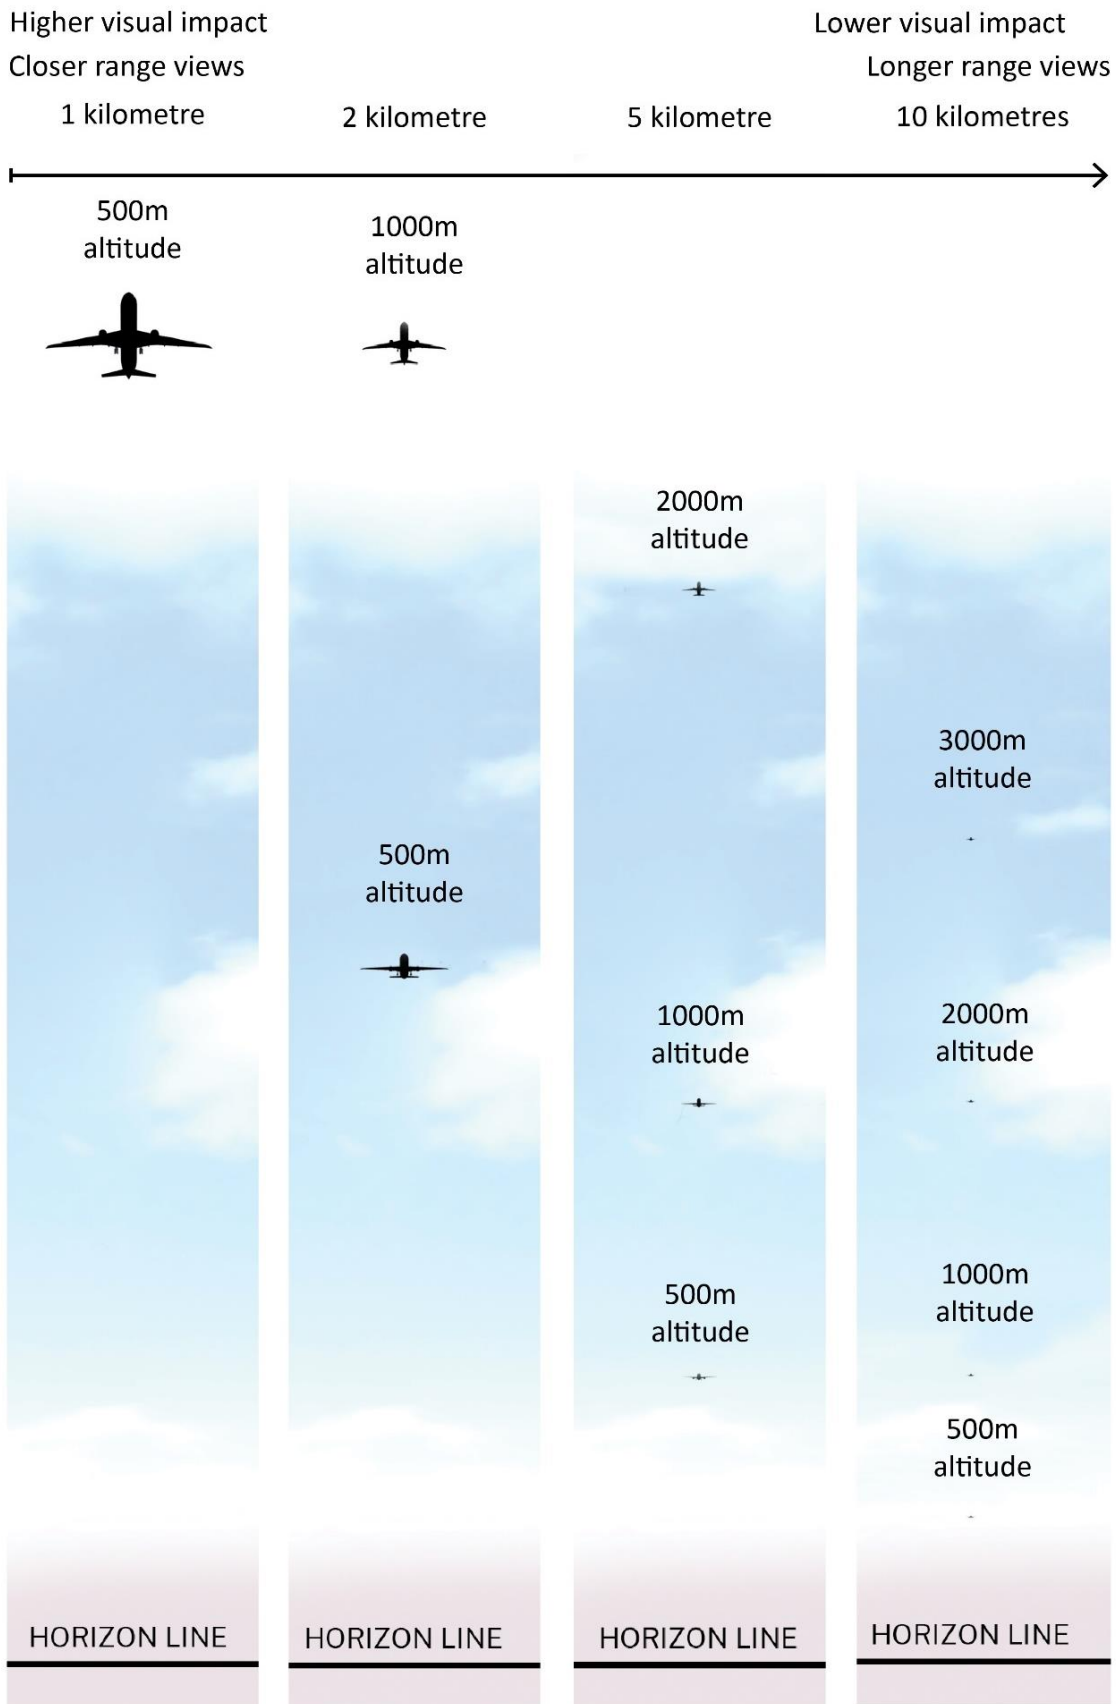 Higher visual impact
Lower visual impact
Closer range views
Longer range views
1 kilometre
2 kilometre
5 kilometre
10 kilometres
500m
altitude
1000m
altitude
2000m
altitude
3000m
altitude
500m
altitude
1000m
altitude
2000m
altitude
500m
altitude
1000m
altitude
500m
altitude
HORIZON LINE
HORIZON LINE
HORIZON LINE
HORIZON LINE